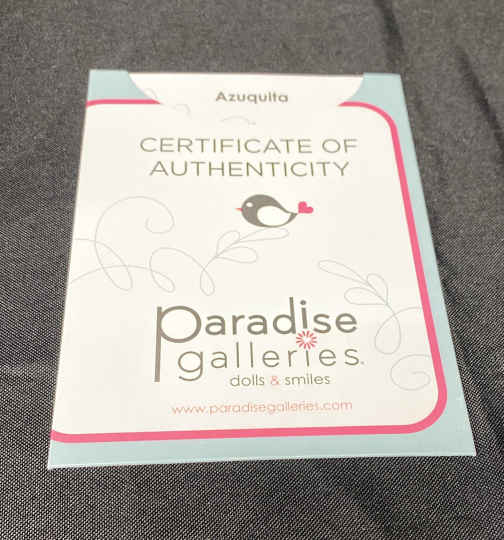 Azuquita
CERTIFICATE OF
AUTHENTICITY
paradise
galleries
dolls & smiles
www.paradisegalleries.com